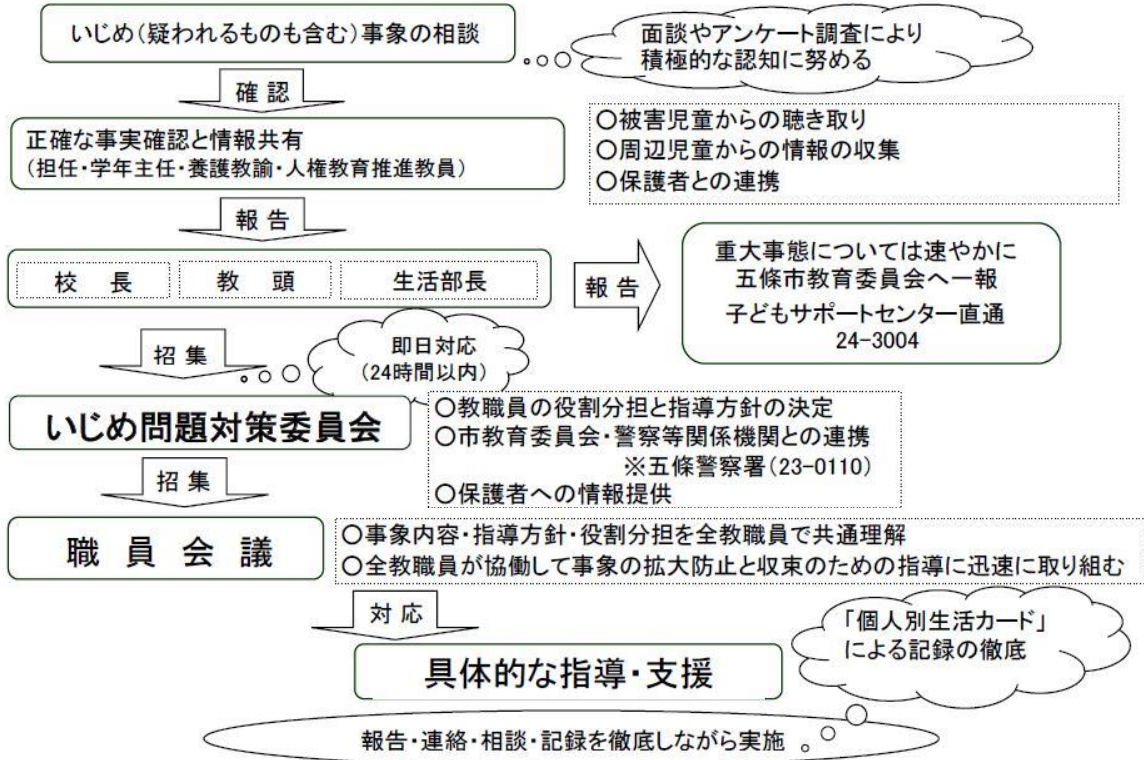 いじめ(疑われるものも含む)事象の相談
面談やアンケート調査により
積極的な認知に努める
確 認
正確な事実確認と情報共有
(担任・学年主任・養護教諭・人権教育推進教員)
○被害児童からの聴き取り
○周辺児童からの情報の収集
○保護者との連携
報 告
校 長
教 頭
生活部長
報 告
重大事態については速やかに
五條市教育委員会へ一報
子どもサポートセンター直通
24-3004
招 集
即日対応
(24時間以内)
いじめ問題対策委員会
○教職員の役割分担と指導方針の決定
○市教育委員会・警察等関係機関との連携
※五條警察署(23-0110)
○保護者への情報提供
招 集
職 員 会 議
○事象内容・指導方針・役割分担を全教職員で共通理解
○全教職員が協働して事象の拡大防止と収束のための指導に迅速に取り組む
対 応
「個人別生活カード」
による記録の徹底
具体的な指導・支援
報告・連絡・相談・記録を徹底しながら実施